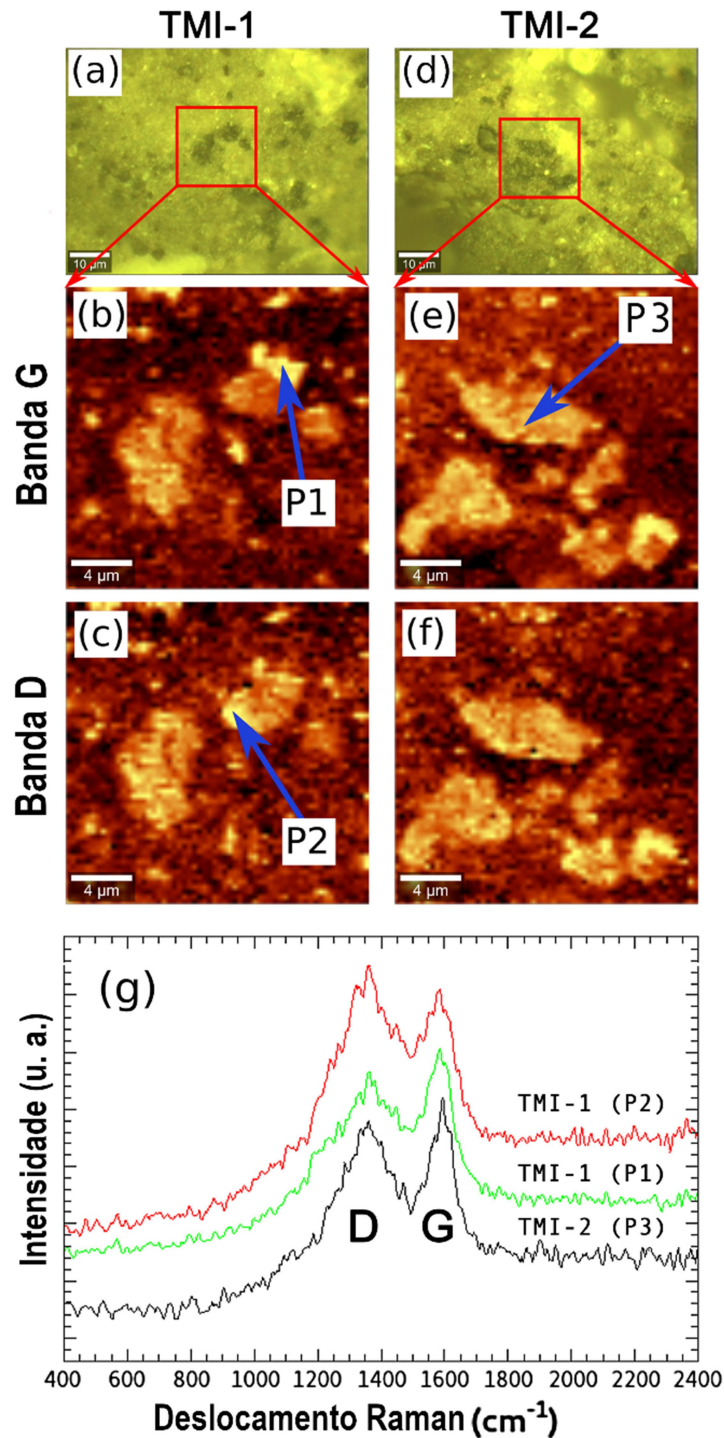 TMI-1
TMI-2
(a)
(d)
10 µm
10 µm
Banda G
(b)
P1
4 µm
(e)
P3
4 µm
Banda D
(c)
P2
4 µm
(f)
4 µm
(g)
Intensidade (u. a.)
TMI-1 (P2)
TMI-1 (P1)
TMI-2 (P3)
D
G
400 600 800 1000 1200 1400 1600 1800 2000 2200 2400
Deslocamento Raman (cm⁻¹)